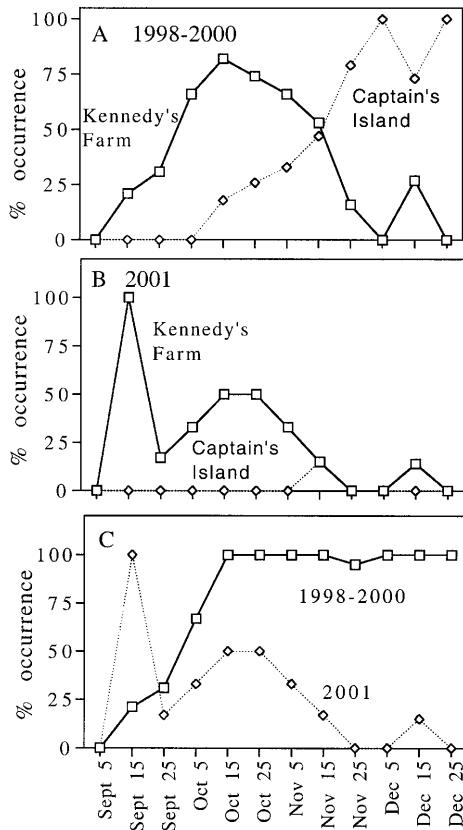 A 1998-2000
% occurrence
100
75
50
25
0
Kennedy's
Farm
Captain's
Island
B 2001
% occurrence
100
75
50
25
0
Kennedy's
Farm
Captain's
Island
C
% occurrence
100
75
50
25
0
1998-2000
2001
Sept 5
Sept 15
Sept 25
Oct 5
Oct 15
Oct 25
Nov 5
Nov 15
Nov 25
Dec 5
Dec 15
Dec 25